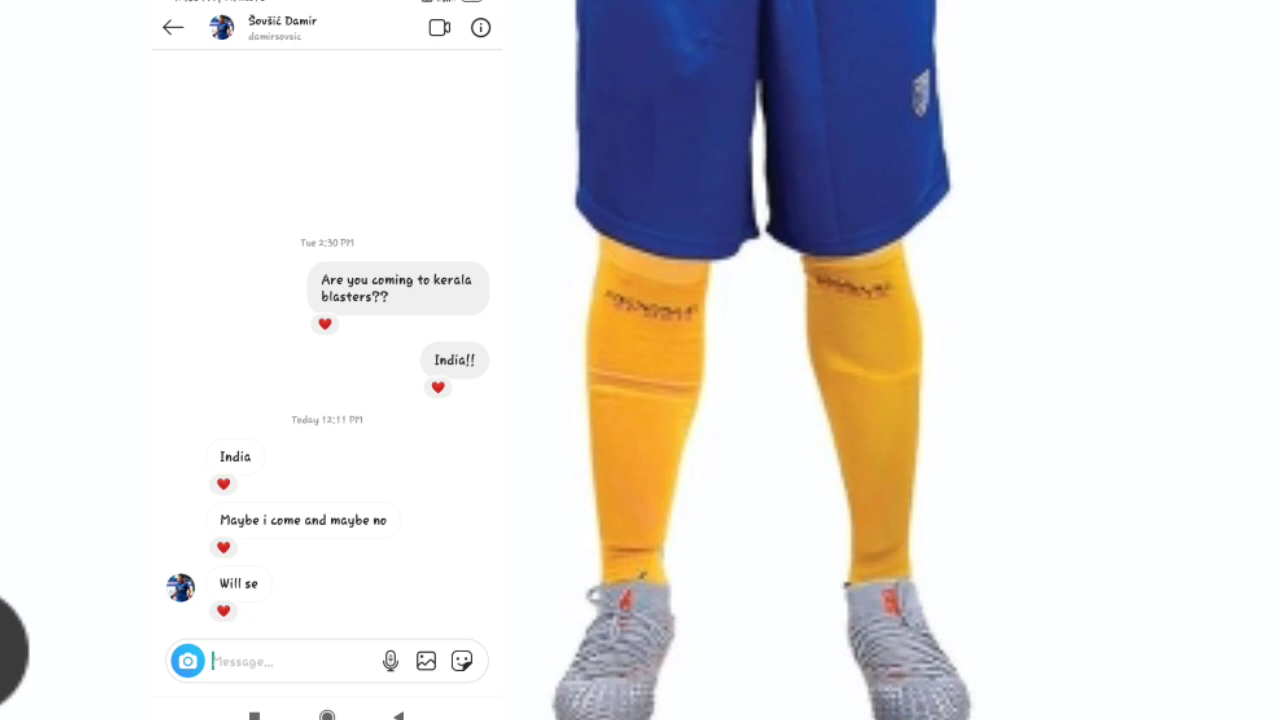 Šovšić Damir
damirsovsic
Tue 2:30 PM
Are you coming to kerala
blasters??
India!!
Today 12:11 PM
India
Maybe i come and maybe no
Will se
Message...